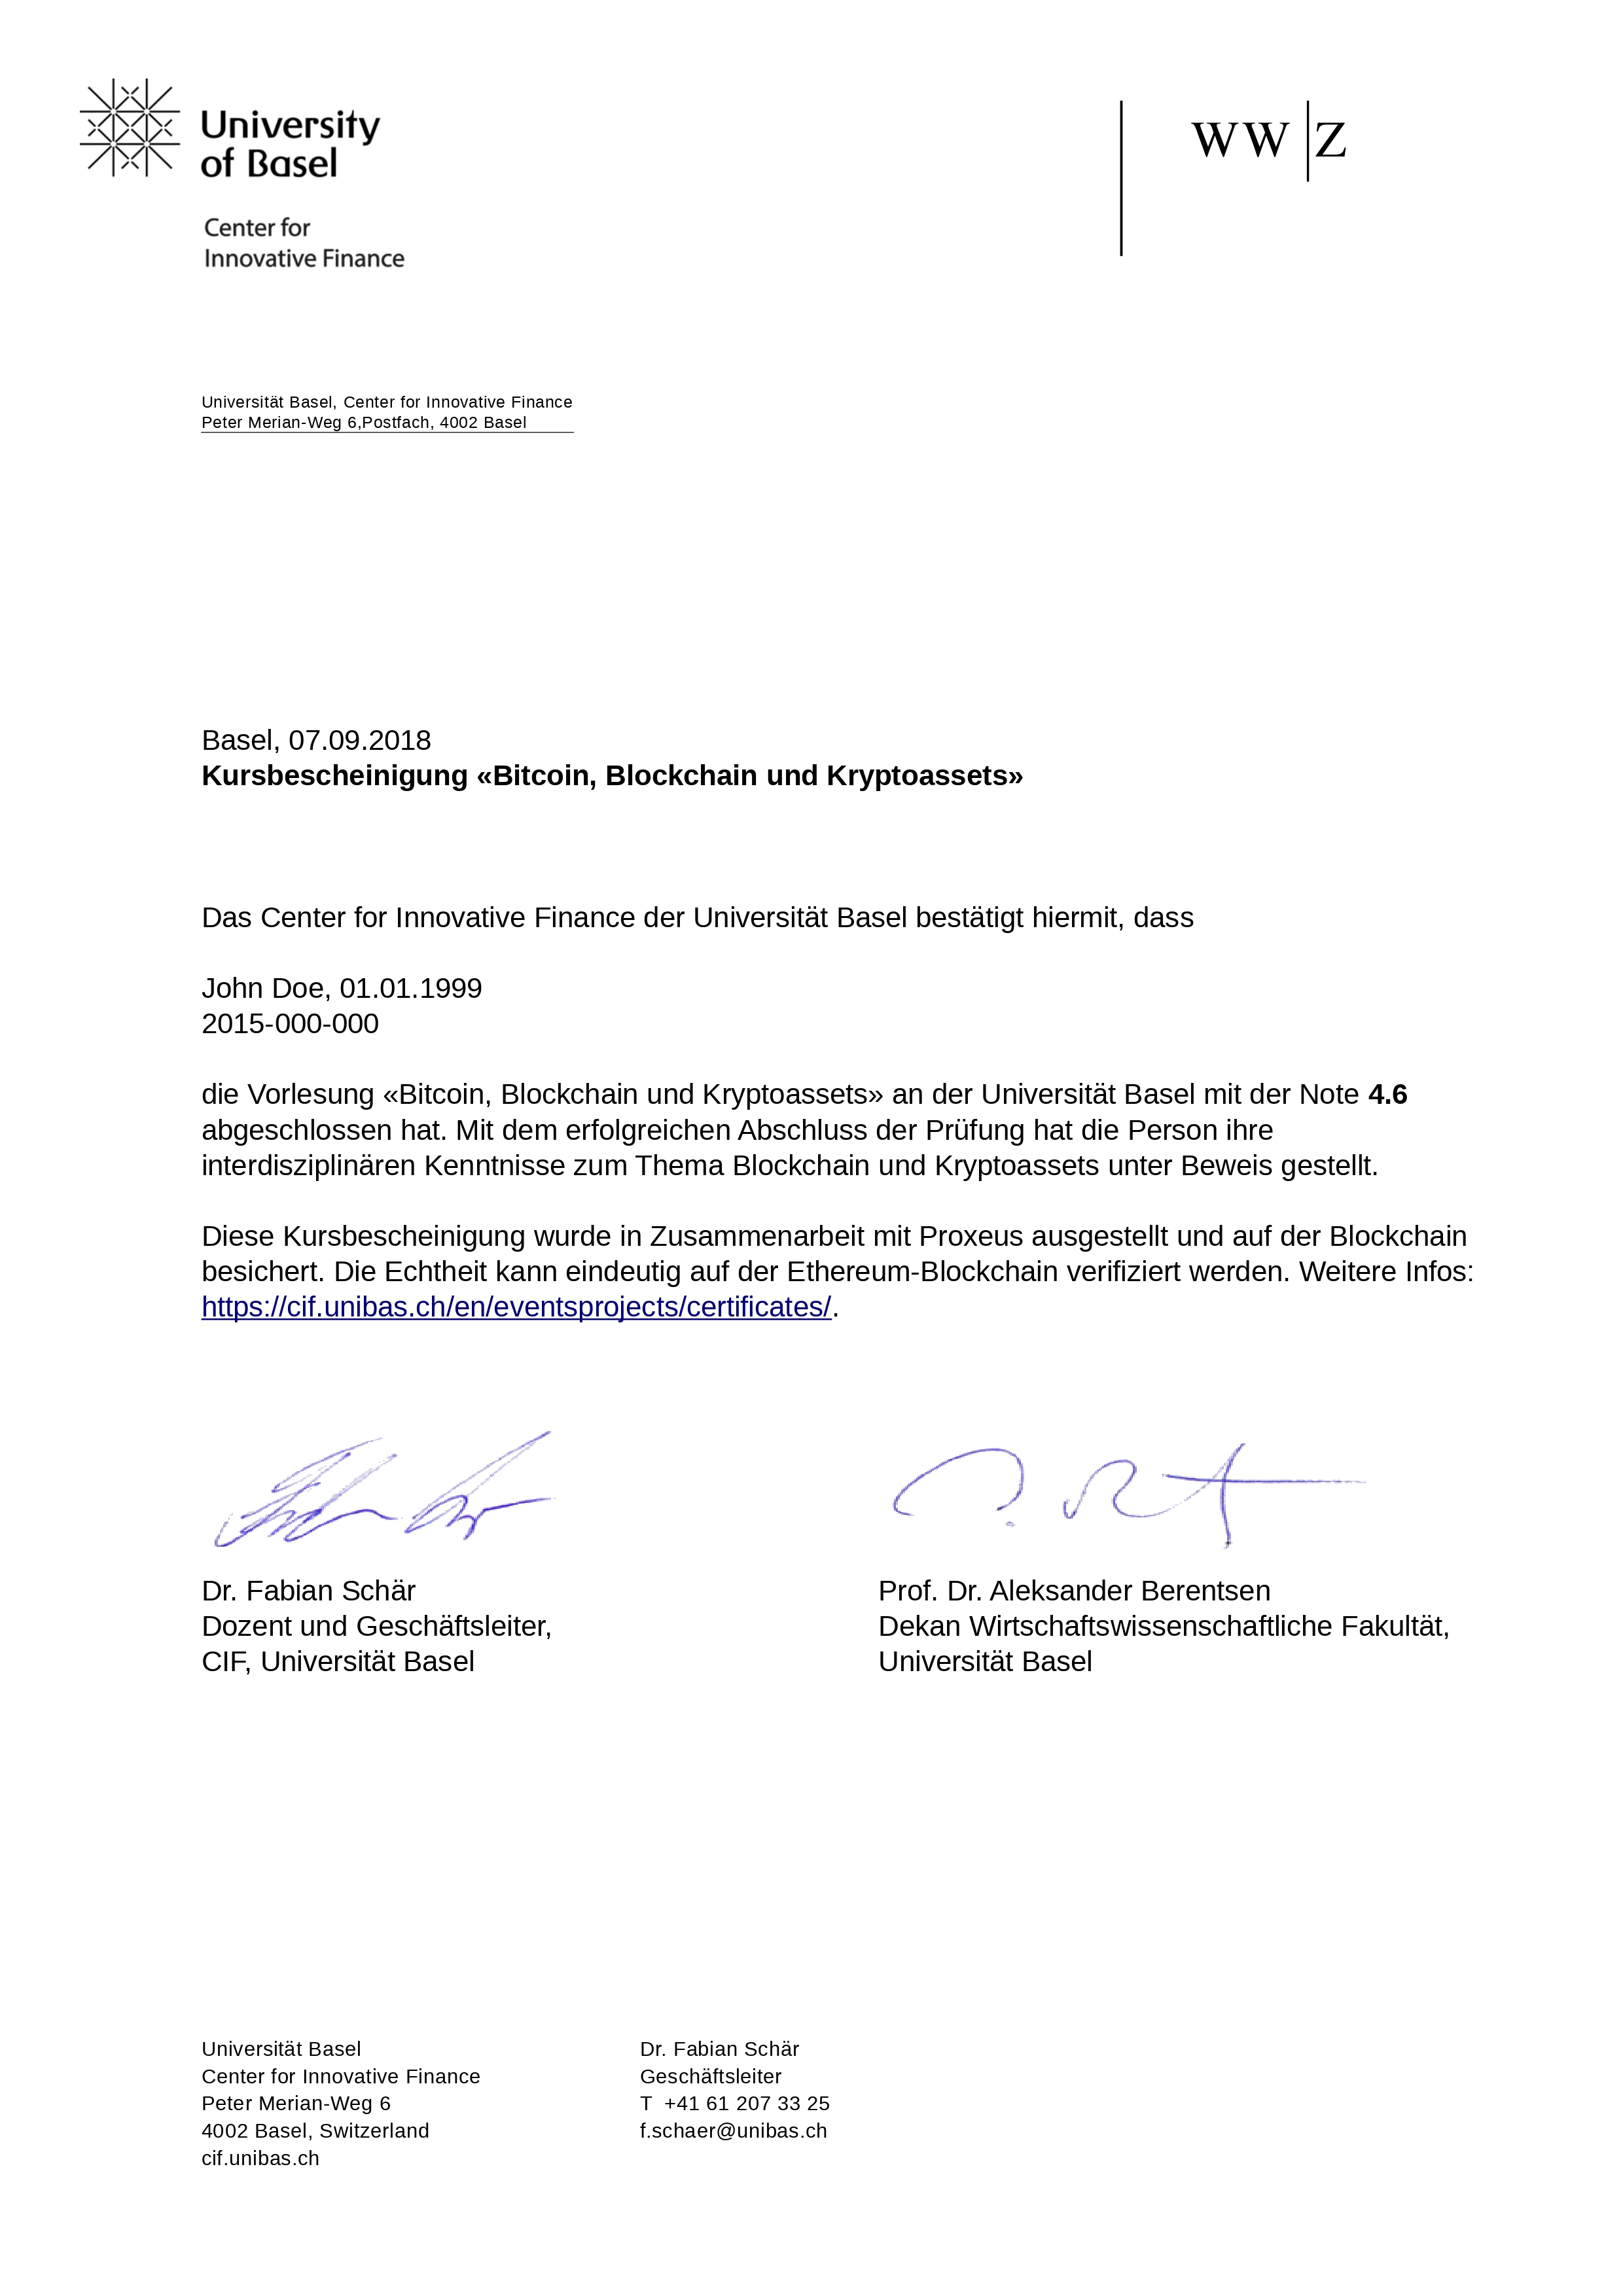 University
of Basel
Center for
Innovative Finance
WW|Z
Universität Basel, Center for Innovative Finance
Peter Merian-Weg 6,Postfach, 4002 Basel
Basel, 07.09.2018
Kursbescheinigung «Bitcoin, Blockchain und Kryptoassets»
Das Center for Innovative Finance der Universität Basel bestätigt hiermit, dass
John Doe, 01.01.1999
2015-000-000
die Vorlesung «Bitcoin, Blockchain und Kryptoassets» an der Universität Basel mit der Note 4.6
abgeschlossen hat. Mit dem erfolgreichen Abschluss der Prüfung hat die Person ihre
interdisziplinären Kenntnisse zum Thema Blockchain und Kryptoassets unter Beweis gestellt.
Diese Kursbescheinigung wurde in Zusammenarbeit mit Proxeus ausgestellt und auf der Blockchain
besichert. Die Echtheit kann eindeutig auf der Ethereum-Blockchain verifiziert werden. Weitere Infos:
https://cif.unibas.ch/en/eventsprojects/certificates/.
Dr. Fabian Schär
Dozent und Geschäftsleiter,
CIF, Universität Basel
Prof. Dr. Aleksander Berentsen
Dekan Wirtschaftswissenschaftliche Fakultät,
Universität Basel
Universität Basel
Center for Innovative Finance
Peter Merian-Weg 6
4002 Basel, Switzerland
cif.unibas.ch
Dr. Fabian Schär
Geschäftsleiter
T +41 61 207 33 25
f.schaer@unibas.ch